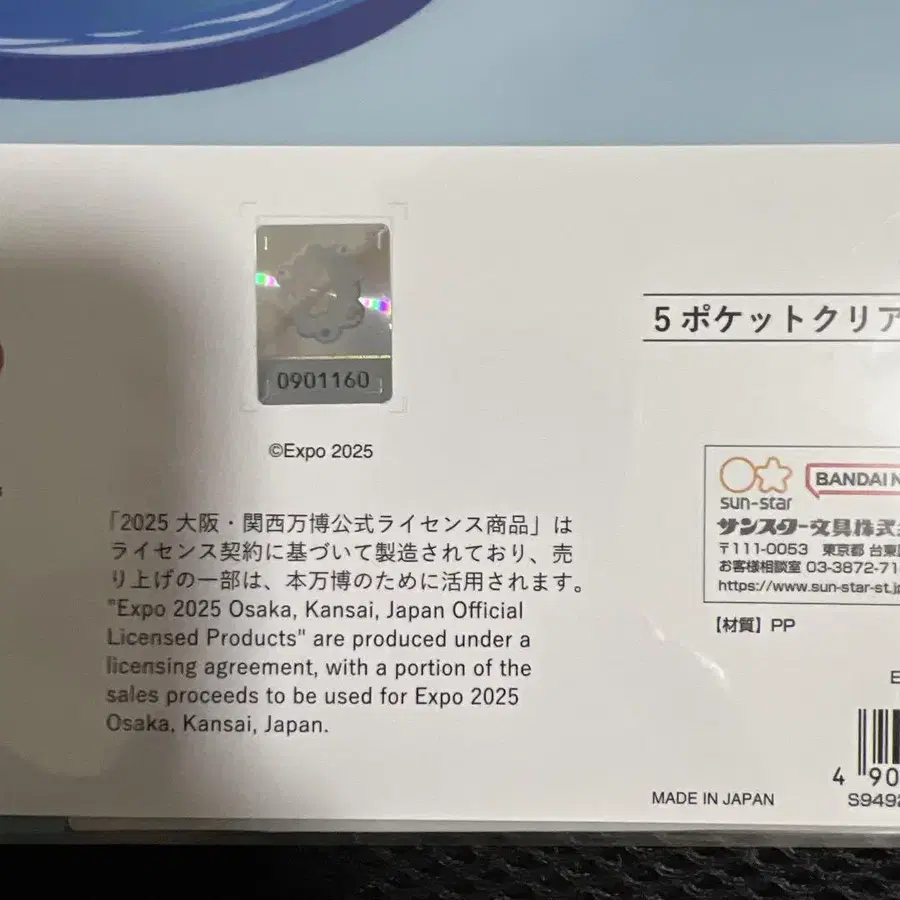 0901160
©Expo 2025
「2025 大阪・関西万博公式ライセンス商品」は
ライセンス契約に基づいて製造されており、売
り上げの一部は、本万博のために活用されます。
"Expo 2025 Osaka, Kansai, Japan Official
Licensed Products" are produced under a
licensing agreement, with a portion of the
sales proceeds to be used for Expo 2025
Osaka, Kansai, Japan.
5 ポケットクリア
sun-star
BANDAI N
サンスター文具株式
〒111-0053 東京都 台東
お客様相談室 03-3872-71
https://www.sun-star-st.j
【材質】PP
E
4 90
MADE IN JAPAN
S949